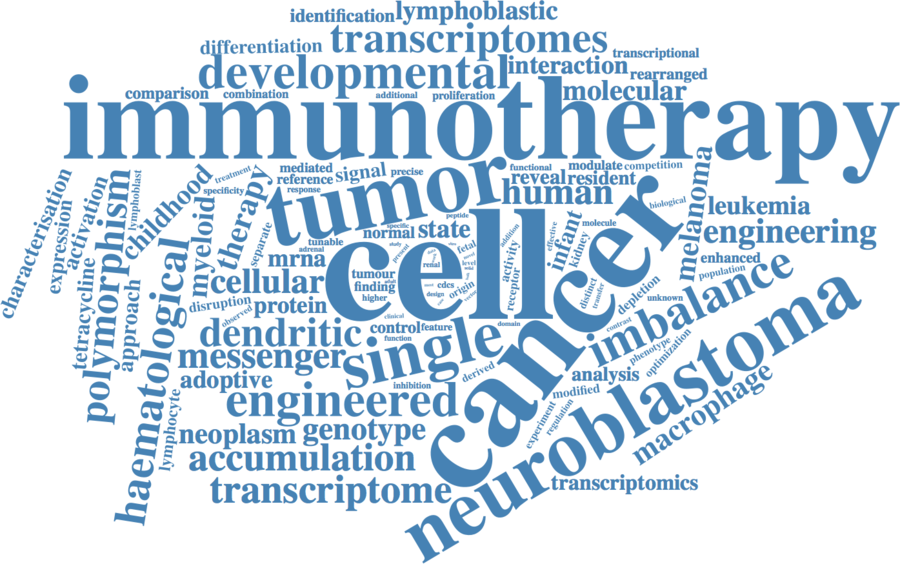 identification
lymphoblastic
differentiation
transcriptomes
transcriptional
developmental
interaction
rearranged
comparison
combination
additional
proliferation
molecular
immunotherapy
characterisation
expression
activation
polymorphism
lymphoblast
childhood
treatment
specificity
therapy
mediated
reference
response
signal
precise
tumor
functional
reveal
modulate
resident
competition
human
melanoma
biological
leukemia
engineering
enhanced
population
tetracycline
approach
haematological
myeloid
separate
tunable
adrenal
mrna
normal
state
specific
peptide
study
cell
addition
activity
receptor
effective
infant
kidney
molecule
cancer
cellular
tumour
finding
higher
renal
fetal
level
cdcs
design
origin
distinct
transfer
depletion
unknown
imbalance
disruption
observed
protein
clinical
dendritic
control
feature
function
domain
contrast
phenotype
optimization
messenger
single
derived
adoptive
inhibition
analysis
modified
neuroblastoma
lymphocyte
engineered
experiment
regulation
macrophage
neoplasm
genotype
accumulation
transcriptome
transcriptomics